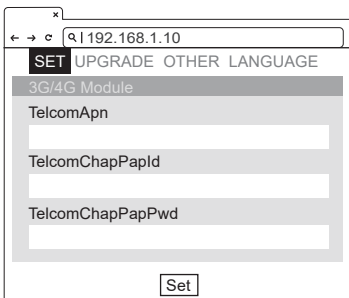 192.168.1.10
SET UPGRADE OTHER LANGUAGE
3G/4G Module
TelcomApn
TelcomChapPapId
TelcomChapPapPwd
Set